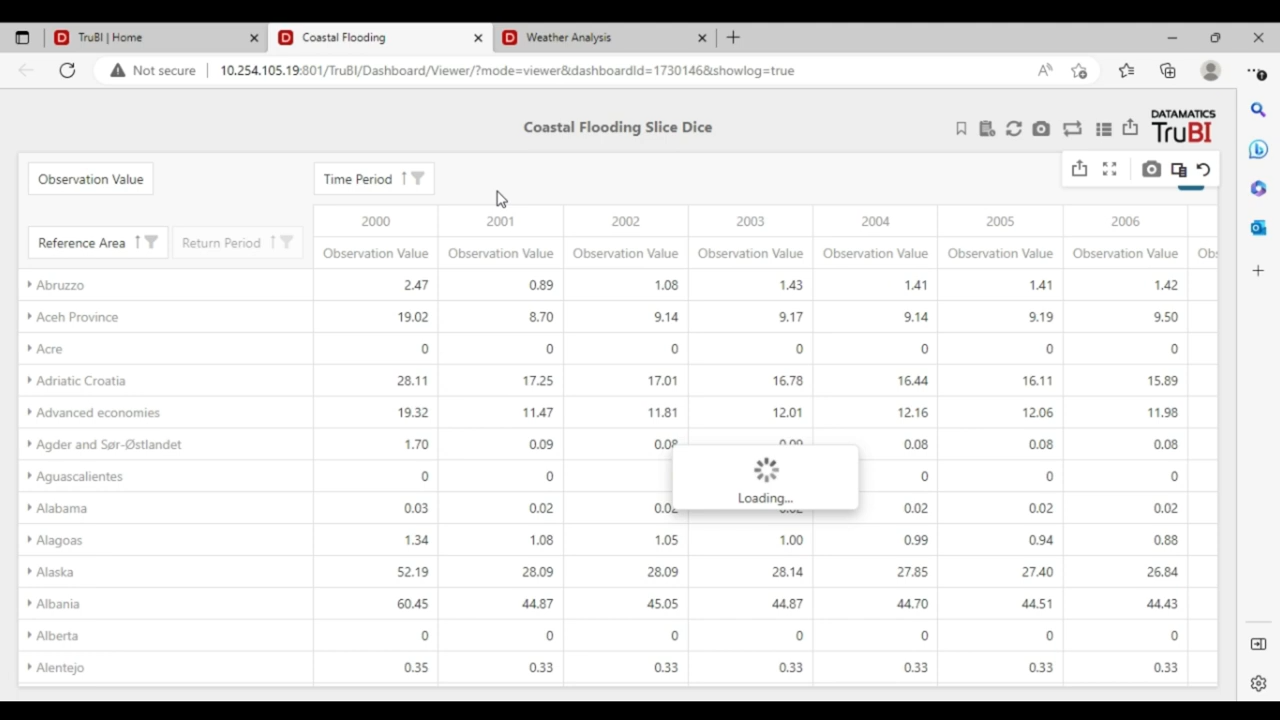 TruBI | Home
Coastal Flooding
Weather Analysis
Not secure
10.254.105.19:801/TruBI/Dashboard/Viewer/?mode=viewer&dashboardId=1730146&showlog=true
Coastal Flooding Slice Dice
DATAMATICS
TruBI
Observation Value
Time Period
Reference Area
Return Period
2000 2001 2002 2003 2004 2005 2006
Observation Value Observation Value Observation Value Observation Value Observation Value Observation Value Observation Value Obs
Abruzzo 2.47 0.89 1.08 1.43 1.41 1.41 1.42
Aceh Province 19.02 8.70 9.14 9.17 9.14 9.19 9.50
Acre 0 0 0 0 0 0 0
Adriatic Croatia 28.11 17.25 17.01 16.78 16.44 16.11 15.89
Advanced economies 19.32 11.47 11.81 12.01 12.16 12.06 11.98
Agder and Sør-Østlandet 1.70 0.09 0.08 0.08 0.08 0.08
Aguascalientes 0 0 0 0 0
Alabama 0.03 0.02 0.02 0.02 0.02 0.02
Loading...
Alagoas 1.34 1.08 1.05 1.00 0.99 0.94 0.88
Alaska 52.19 28.09 28.09 28.14 27.85 27.40 26.84
Albania 60.45 44.87 45.05 44.87 44.70 44.51 44.43
Alberta 0 0 0 0 0 0 0
Alentejo 0.35 0.33 0.33 0.33 0.33 0.33 0.33